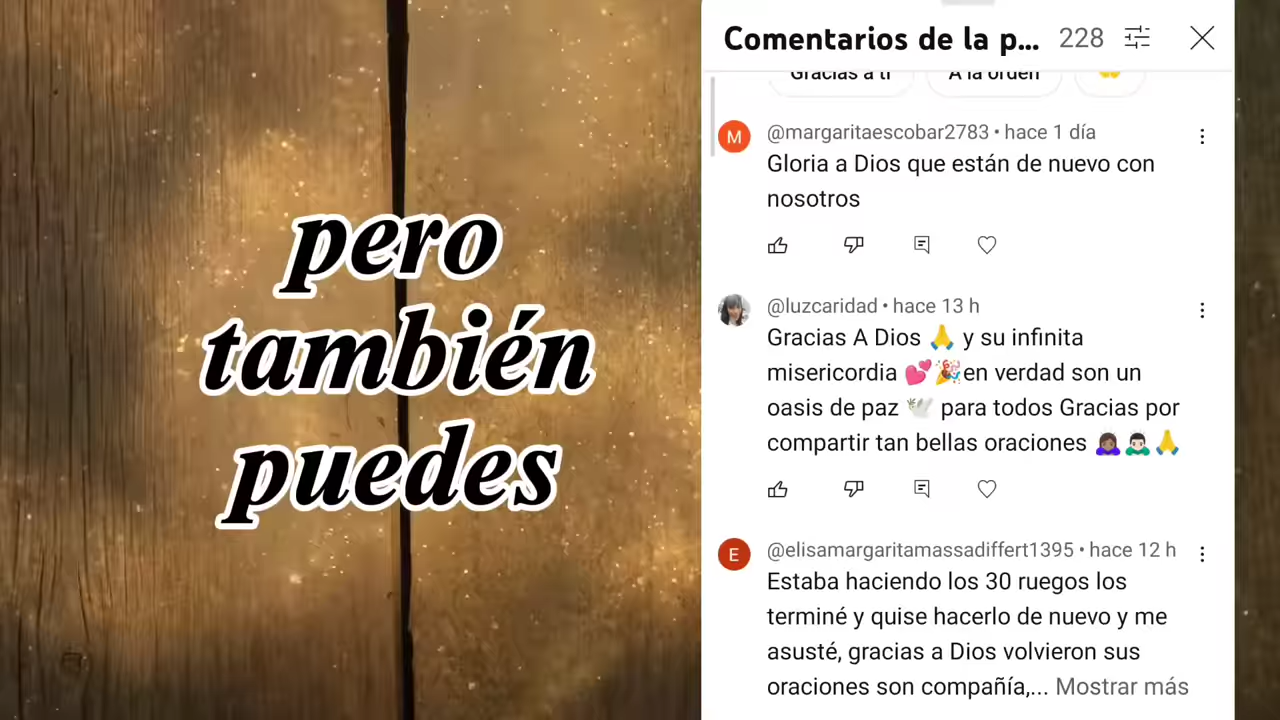 pero
también
puedes
Comentarios de la p... 228
Gracias a ti A la orden
@margaritaescobar2783 • hace 1 día
Gloria a Dios que están de nuevo con
nosotros
@luzcaridad • hace 13 h
Gracias A Dios 🙏 y su infinita
misericordia 💕🎉en verdad son un
oasis de paz 🕊️ para todos Gracias por
compartir tan bellas oraciones 🙇🏽‍♀️🙇🏻‍♂️🙏
@elisamargaritamassadiffert1395 • hace 12 h
Estaba haciendo los 30 ruegos los
terminé y quise hacerlo de nuevo y me
asusté, gracias a Dios volvieron sus
oraciones son compañía,... Mostrar más
M
E